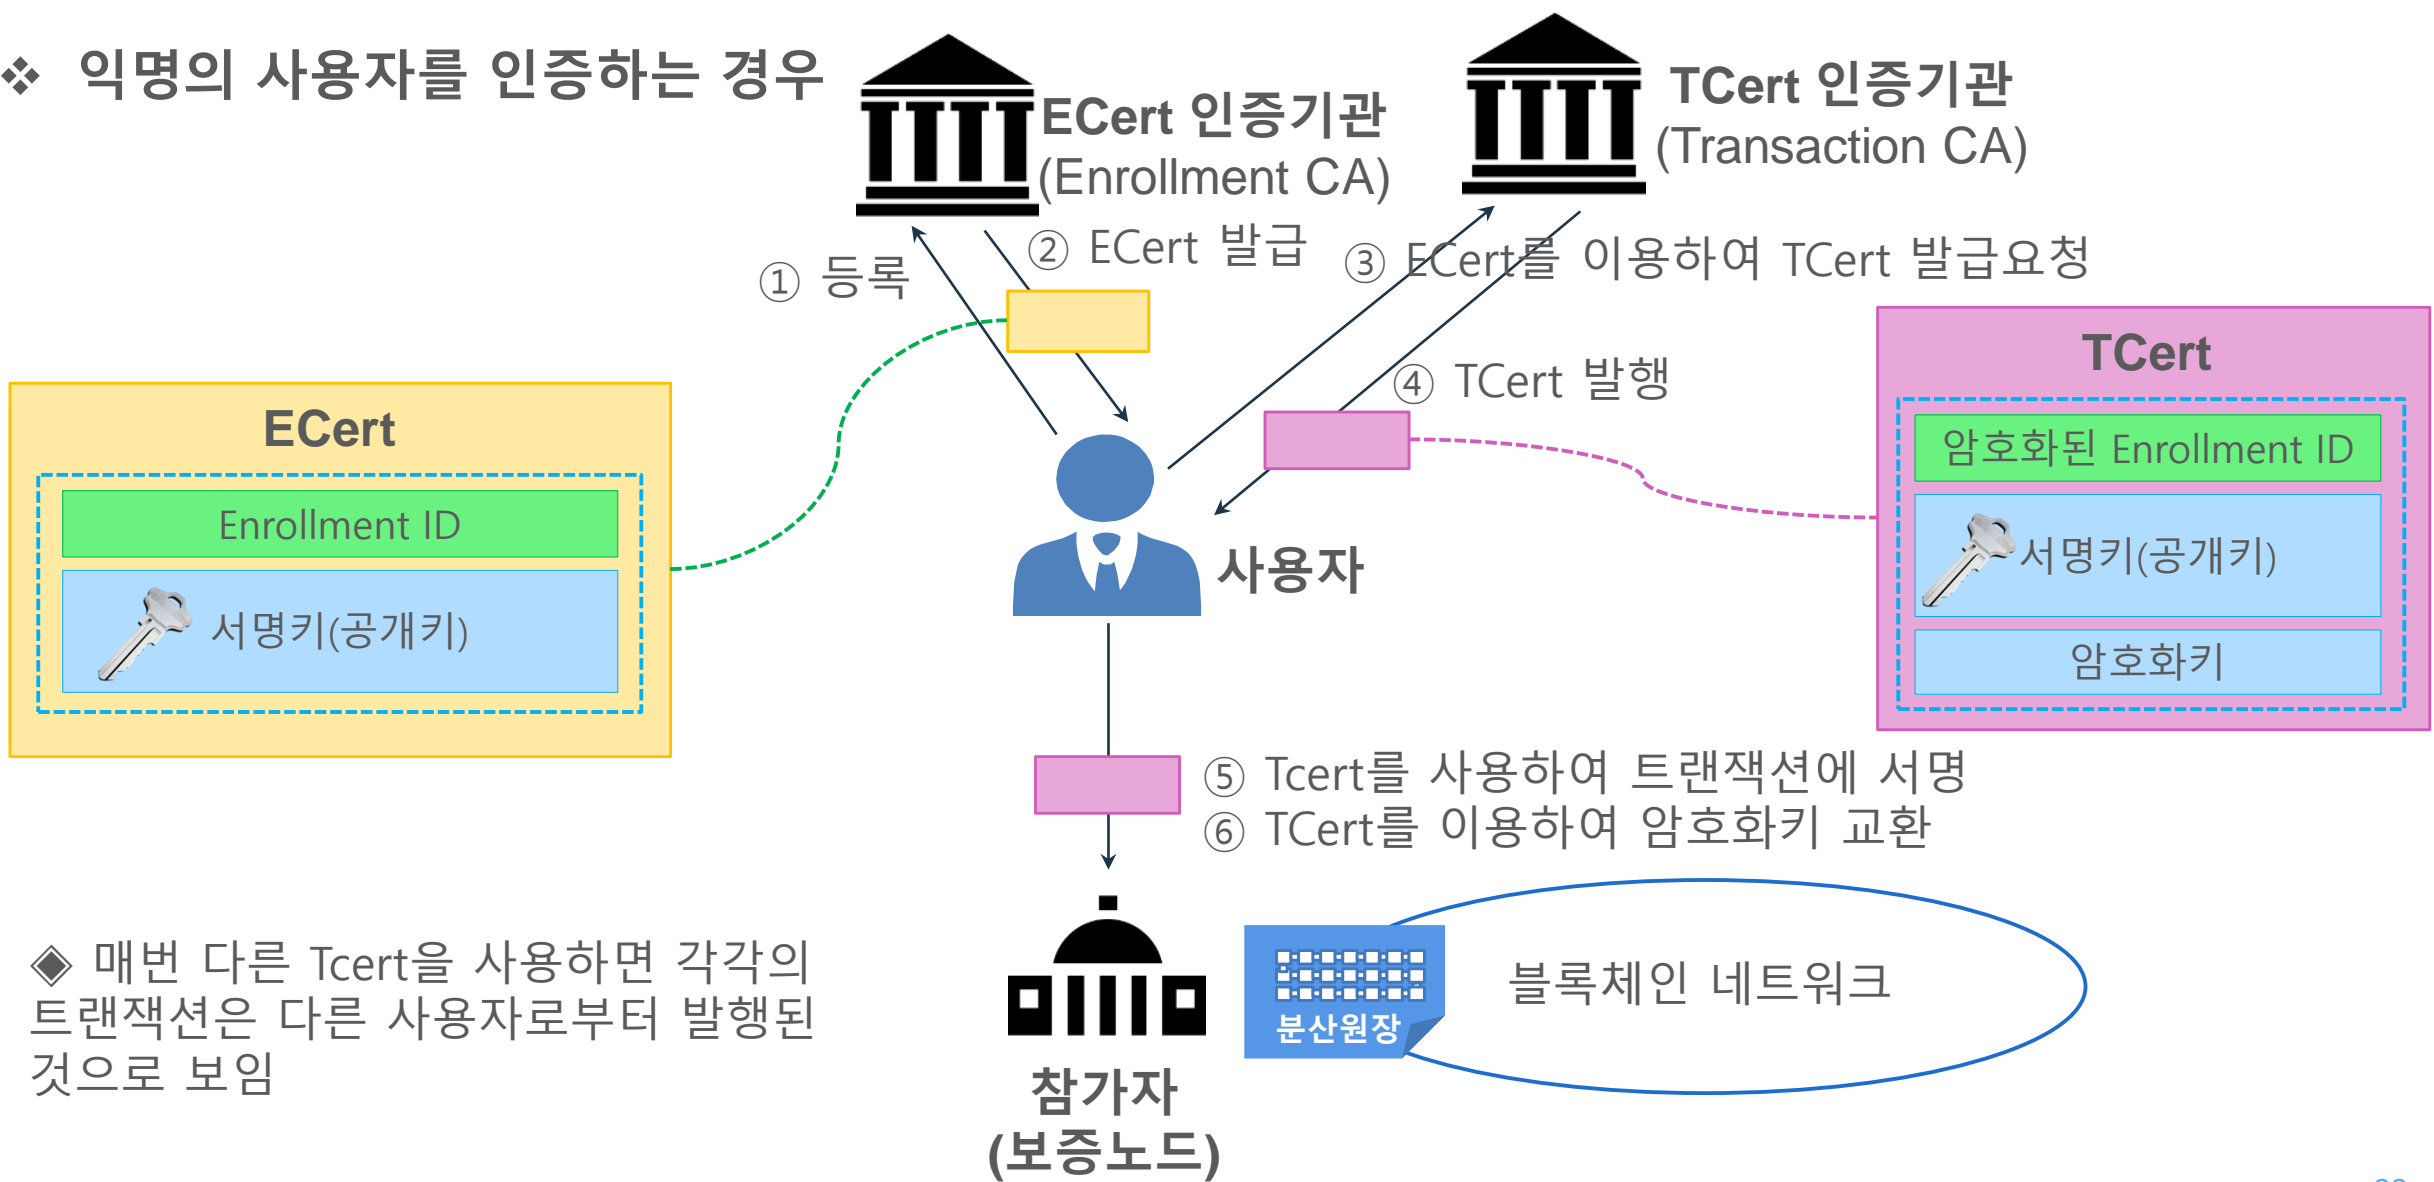 ❖ 익명의 사용자를 인증하는 경우
ECert 인증기관
(Enrollment CA)
TCert 인증기관
(Transaction CA)
① 등록
② ECert 발급
③ ECert를 이용하여 TCert 발급요청
④ TCert 발행
ECert
Enrollment ID
서명키(공개키)
TCert
암호화된 Enrollment ID
서명키(공개키)
암호화키
사용자
⑤ Tcert를 사용하여 트랜잭션에 서명
⑥ TCert를 이용하여 암호화키 교환
◈ 매번 다른 Tcert을 사용하면 각각의
트랜잭션은 다른 사용자로부터 발행된
것으로 보임
분산원장
블록체인 네트워크
참가자
(보증노드)